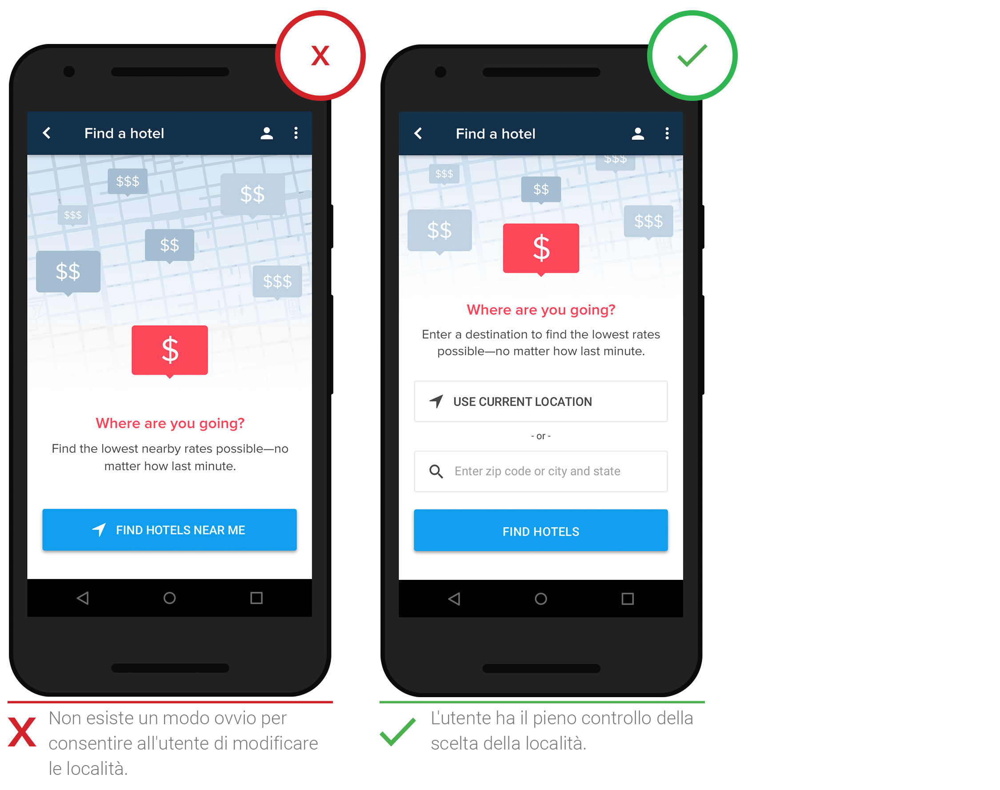 X
Find a hotel
$$$
$$
$$$
$$
$$
$$$
$
Where are you going?
Find the lowest nearby rates possible—no
matter how last minute.
FIND HOTELS NEAR ME
X Non esiste un modo ovvio per
consentire all'utente di modificare
le località.
Find a hotel
$$$
$$$
$$
$$
$$$
$
Where are you going?
Enter a destination to find the lowest rates
possible—no matter how last minute.
USE CURRENT LOCATION
- or -
Enter zip code or city and state
FIND HOTELS
L'utente ha il pieno controllo della
scelta della località.